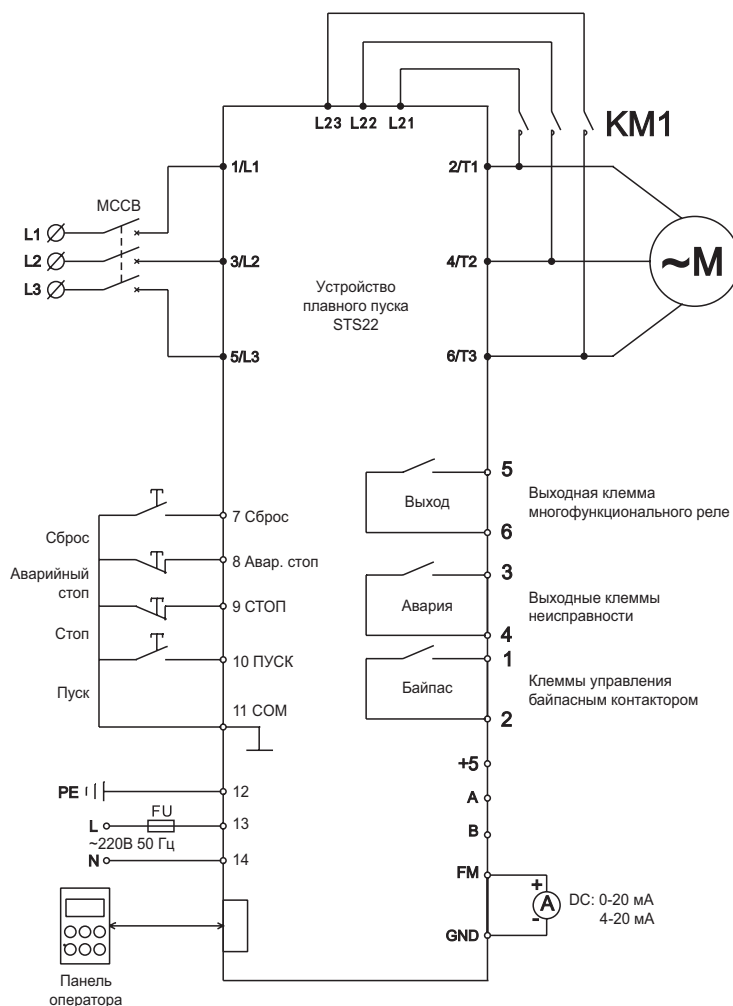 L23 L22 L21
KM1
1/L1
2/T1
МССВ
L1
L2
L3
3/L2
4/T2
~M
Устройство
плавного пуска
STS22
5/L3
6/T3
5
Выход
Выходная клемма
многофункционального реле
6
7 Сброс
Сброс
8 Авар. стоп
Аварийный
стоп
9 СТОП
Стоп
10 ПУСК
Пуск
11 COM
3
Авария
Выходные клеммы
неисправности
4
1
Байпас
Клеммы управления
байпасным контактором
2
+5
A
B
PE
12
FU
L
13
~220В 50 Гц
N
14
FM
+
A
-
DC: 0-20 мА
4-20 мА
GND
Панель
оператора